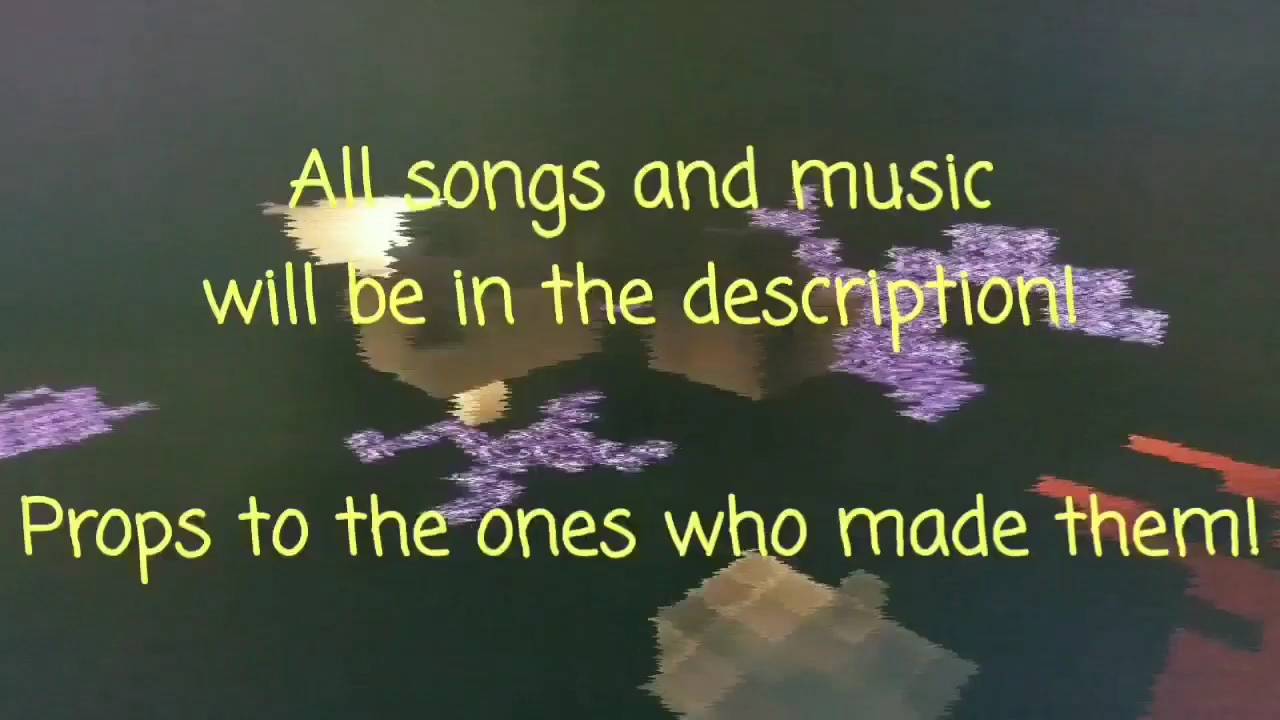 All songs and music
will be in the description!
Props to the ones who made them!